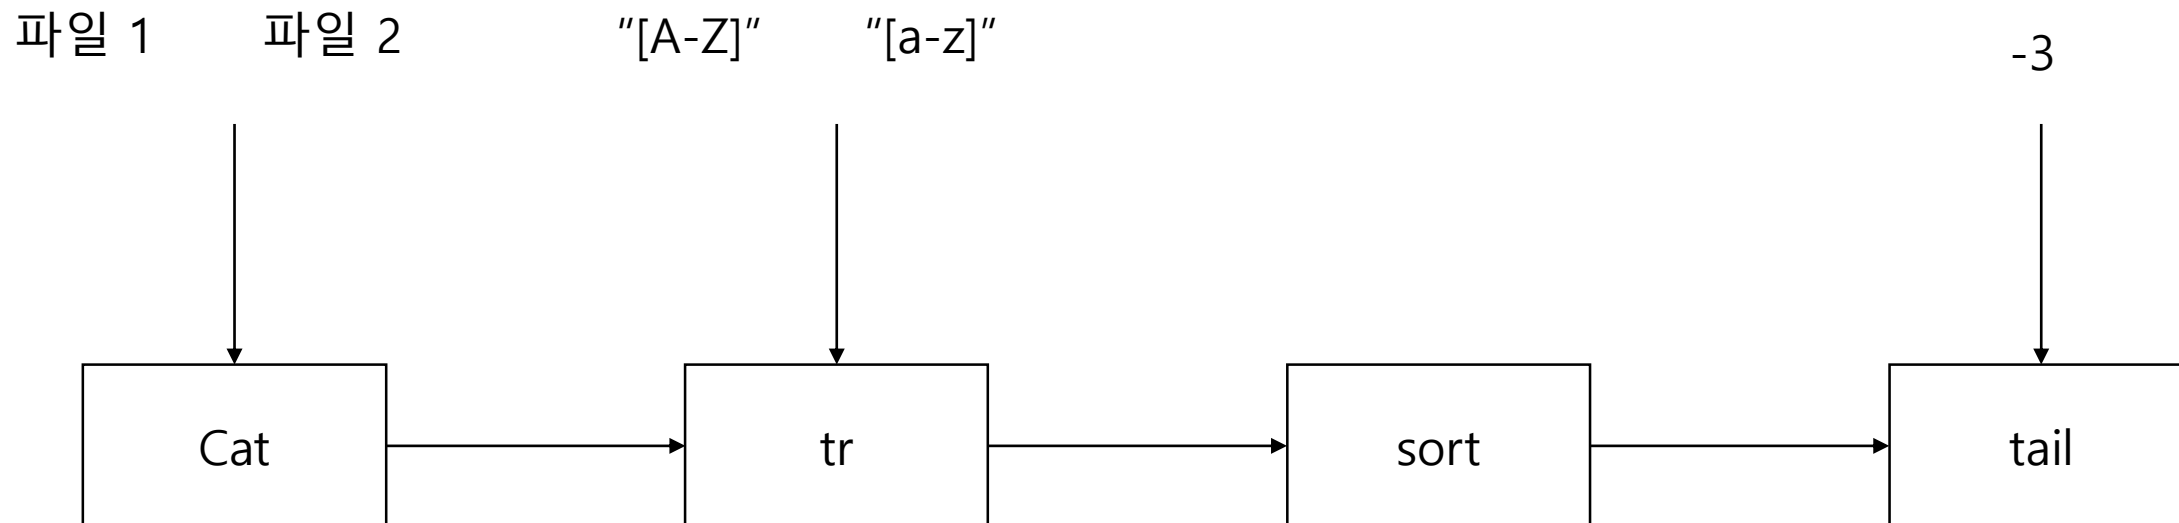 파일 1 파일 2 "[A-Z]" "[a-z]" -3
Cat tr sort tail